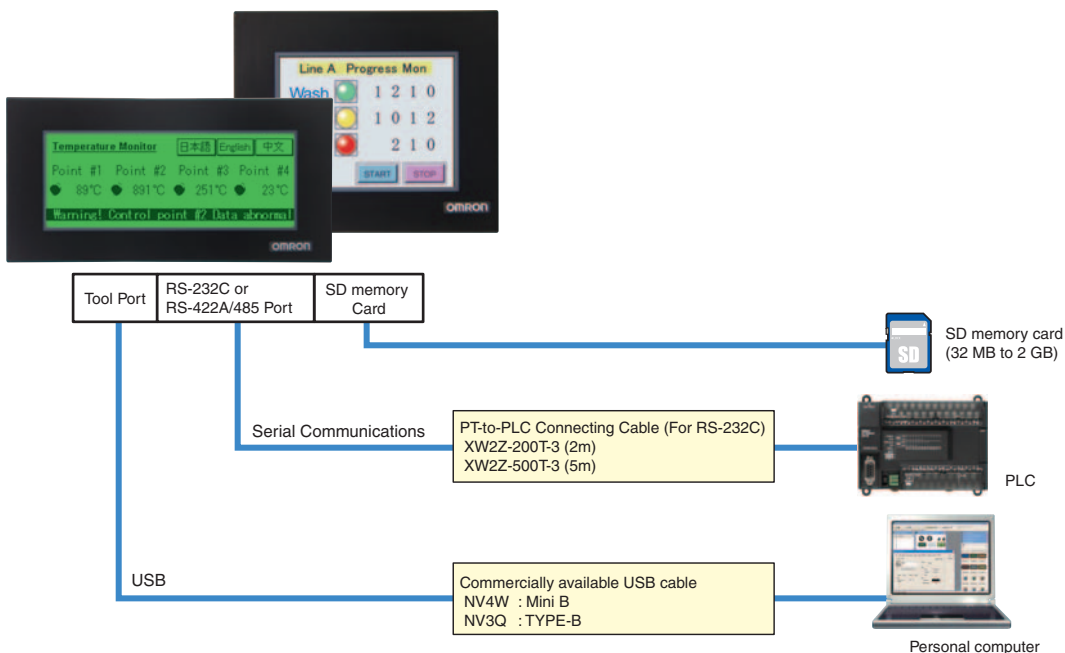 Line A Progress Mon
Wash 1 2 1 0
1 0 1 2
2 1 0
START STOP
OMRON
Temperature Monitor 日本語 English 中文
Point #1 Point #2 Point #3 Point #4
89℃ 891℃ 251℃ 23℃
Warning! Control point #2 Data abnormal
OMRON
Tool Port
RS-232C or
RS-422A/485 Port
SD memory
Card
SD
SD memory card
(32 MB to 2 GB)
Serial Communications
PT-to-PLC Connecting Cable (For RS-232C)
XW2Z-200T-3 (2m)
XW2Z-500T-3 (5m)
PLC
USB
Commercially available USB cable
NV4W : Mini B
NV3Q : TYPE-B
Personal computer